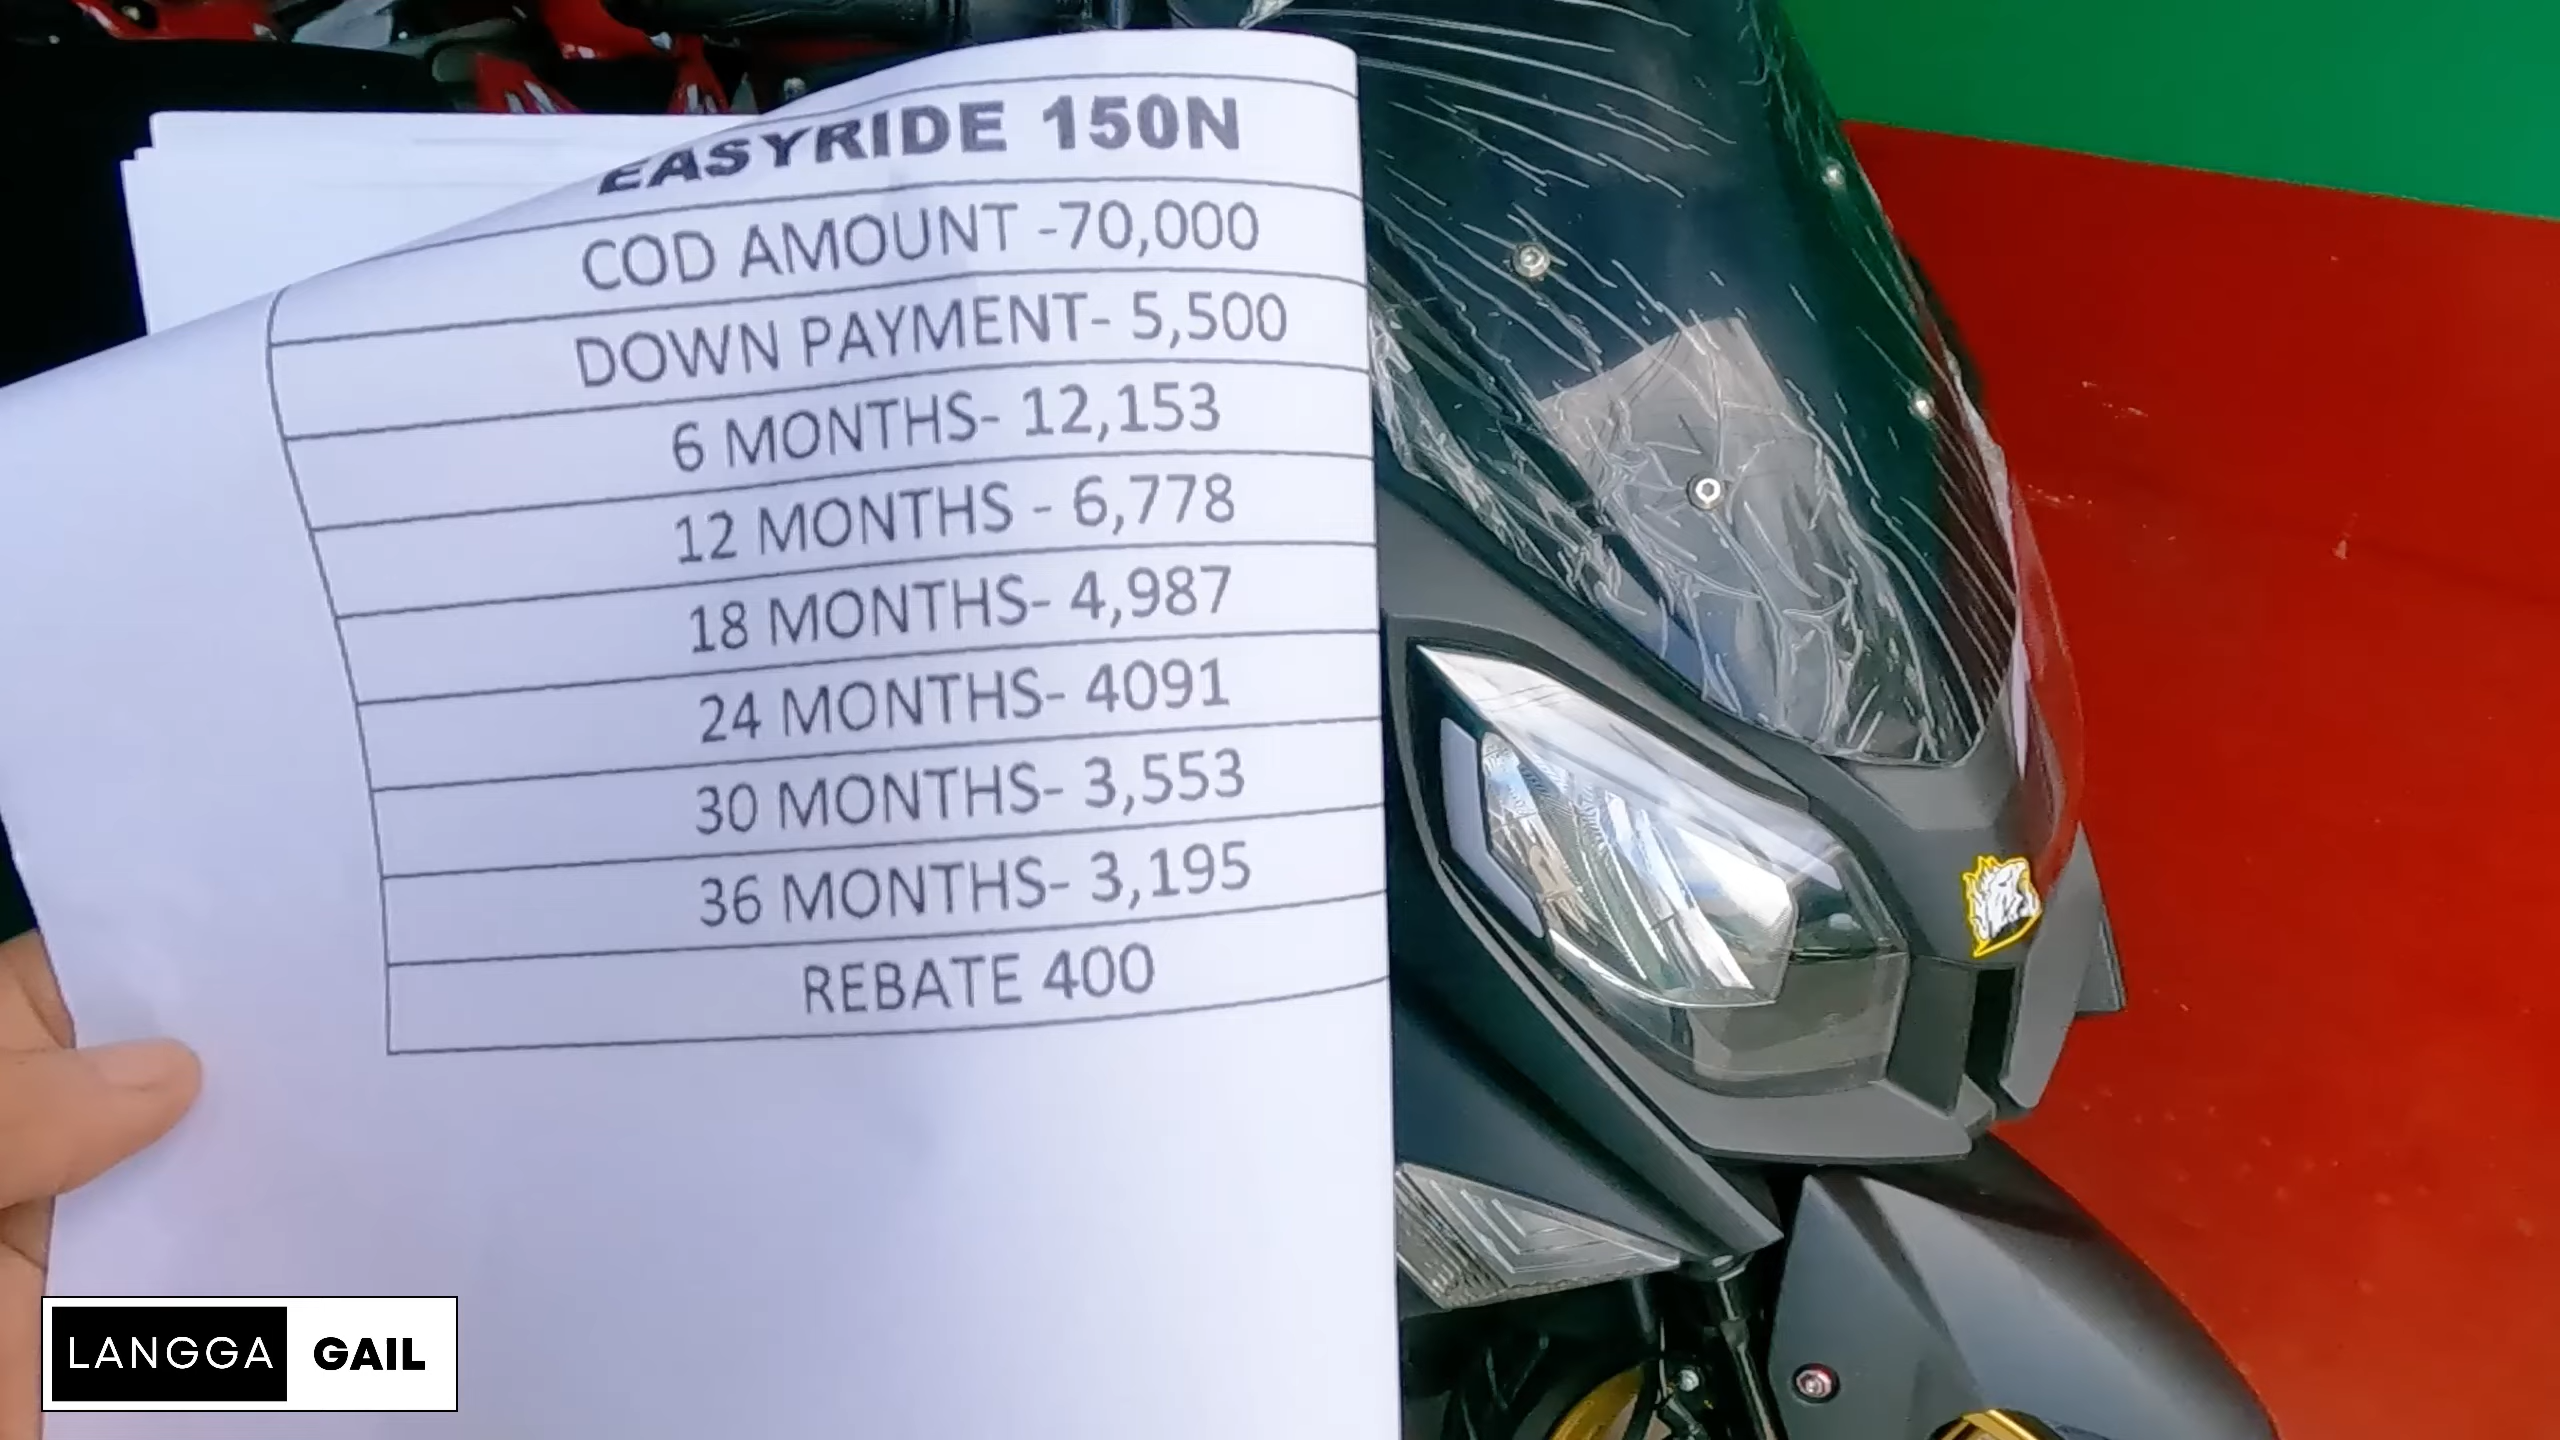 EASYRIDE 150N
COD AMOUNT -70,000
DOWN PAYMENT- 5,500
6 MONTHS- 12,153
12 MONTHS - 6,778
18 MONTHS- 4,987
24 MONTHS- 4091
30 MONTHS- 3,553
36 MONTHS- 3,195
REBATE 400
LANGGA GAIL